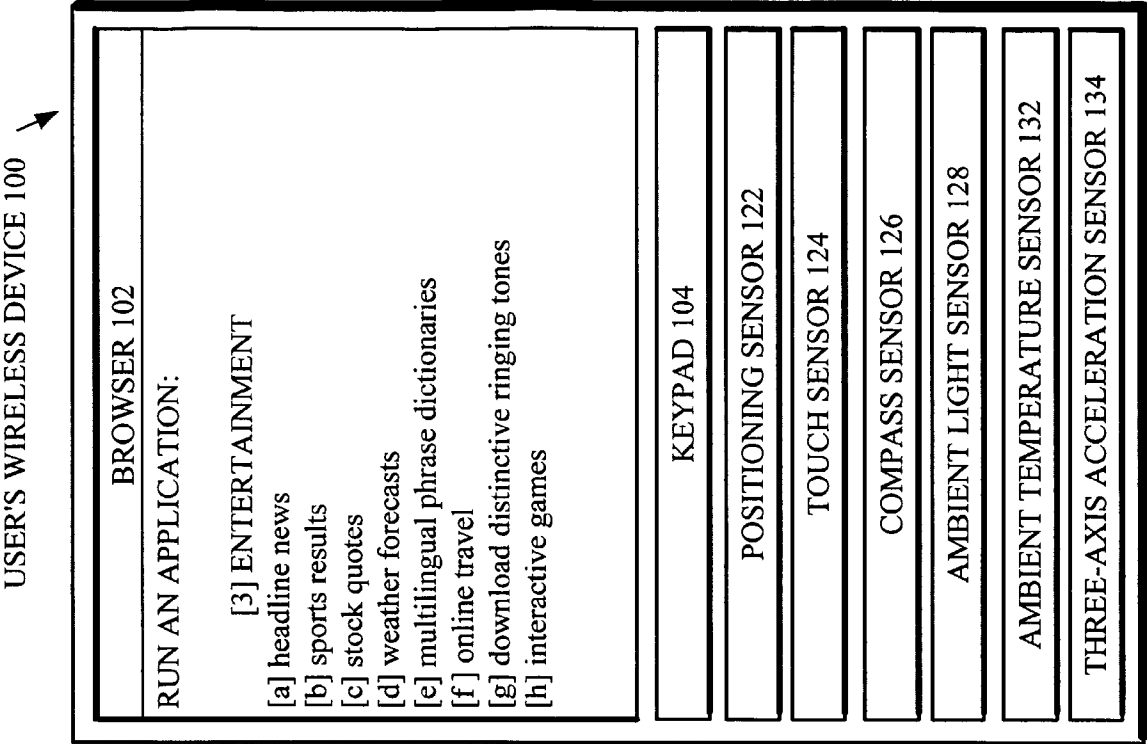 USER'S WIRELESS DEVICE 100
BROWSER 102
RUN AN APPLICATION:
[3] ENTERTAINMENT
[a] headline news
[b] sports results
[c] stock quotes
[d] weather forecasts
[e] multilingual phrase dictionaries
[f ] online travel
[g] download distinctive ringing tones
[h] interactive games
KEYPAD 104
POSITIONING SENSOR 122
TOUCH SENSOR 124
COMPASS SENSOR 126
AMBIENT LIGHT SENSOR 128
AMBIENT TEMPERATURE SENSOR 132
THREE-AXIS ACCELERATION SENSOR 134